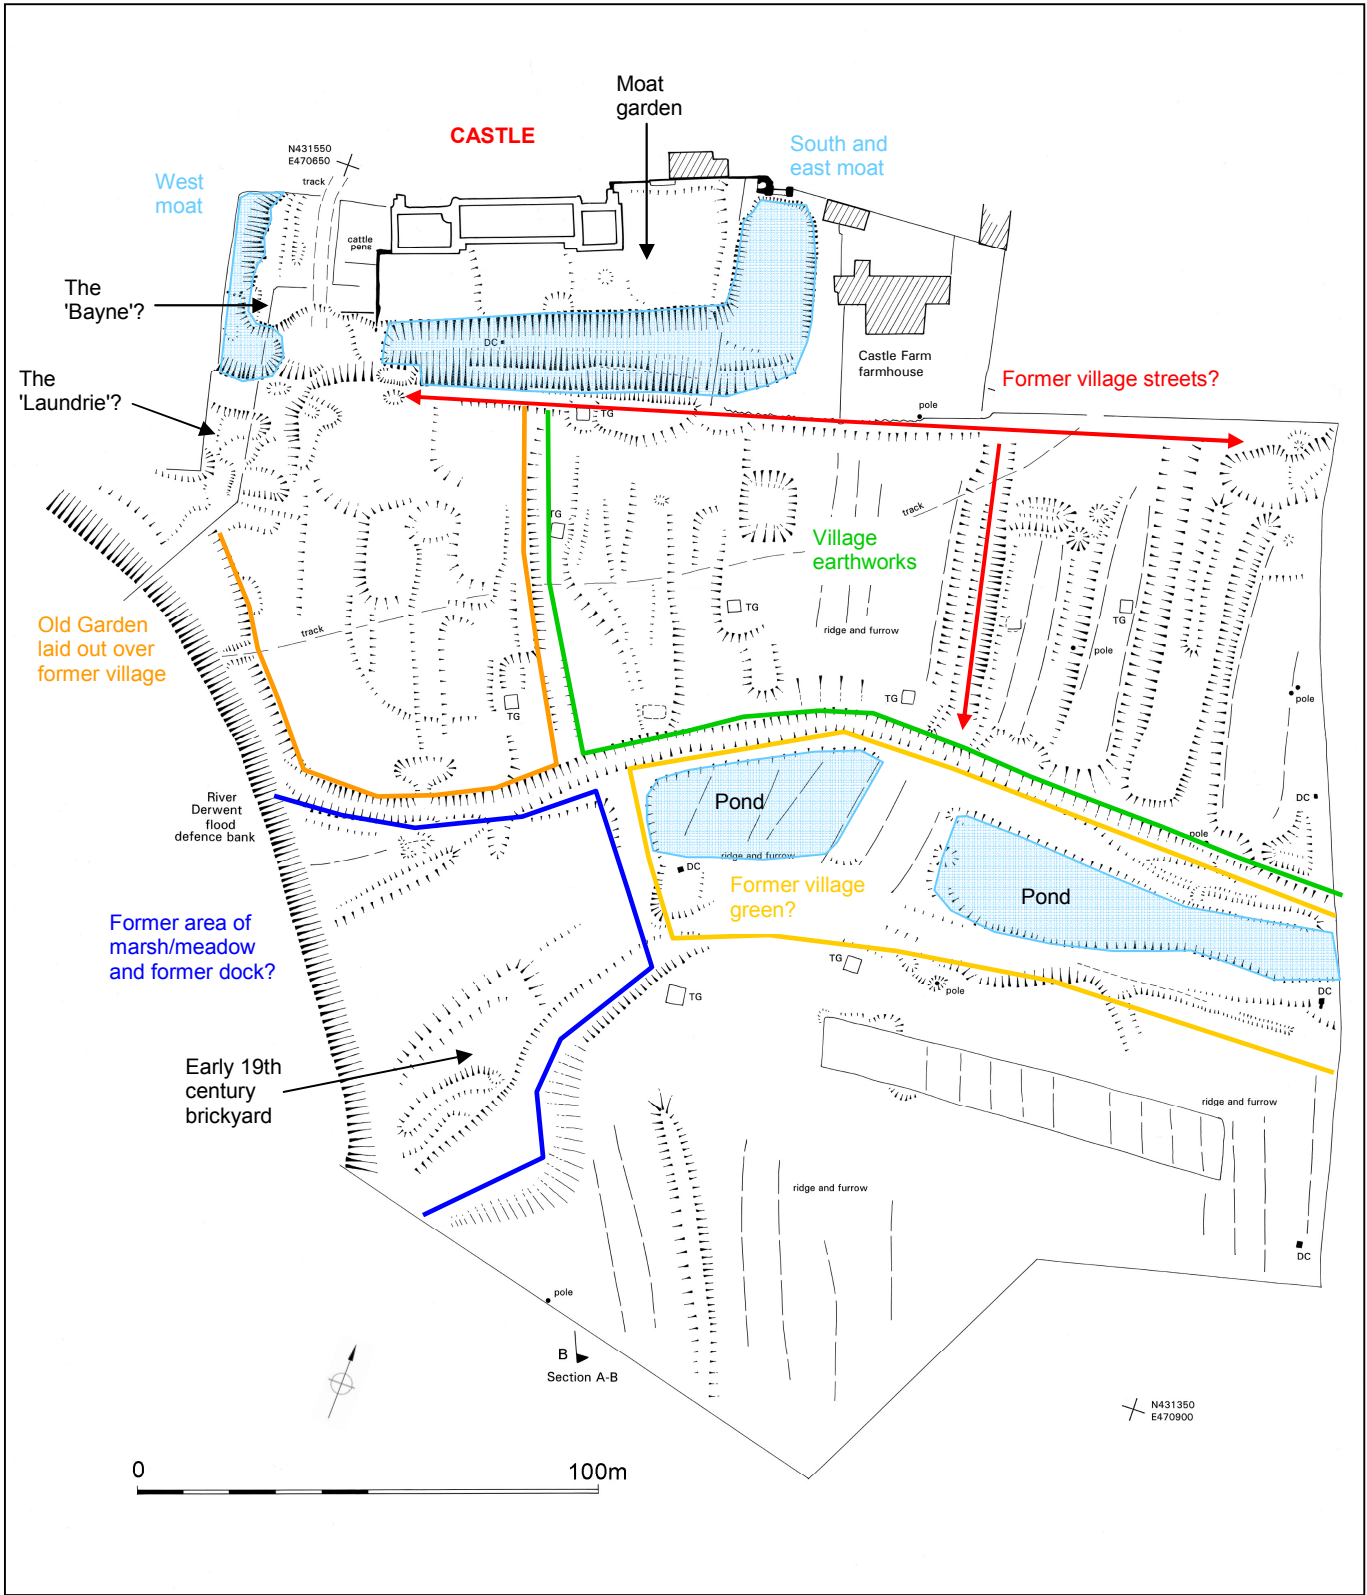 Moat
garden
CASTLE
South and
east moat
N431550
E470650
track
West
moat
cattle
pens
The
'Bayne'?
DC
Castle Farm
farmhouse
The
'Laundrie'?
Former village streets?
pole
TG
TG
track
Village
earthworks
TG
TG
Old Garden
laid out over
former village
track
ridge and furrow
pole
TG
TG
pole
River
Derwent
flood
defence bank
Pond
DC
pole
ridge and furrow
DC
Former village
green?
Pond
Former area of
marsh/meadow
and former dock?
TG
pole
TG
DC
Early 19th
century
brickyard
ridge and furrow
ridge and furrow
DC
pole
B
Section A-B
N431350
E470900
0
100m